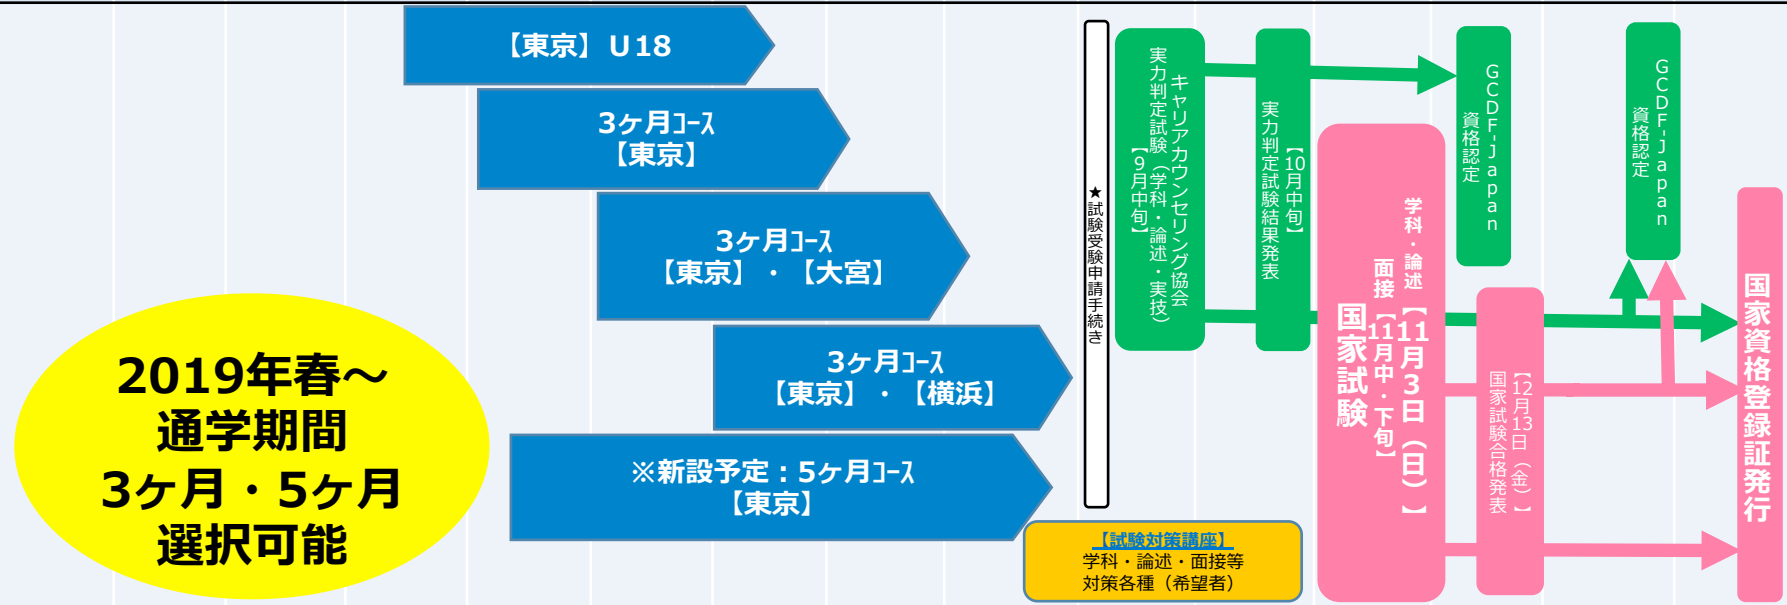 【東京】U18
3ヶ月コース
【東京】
3ヶ月コース
【東京】・【大宮】
3ヶ月コース
【東京】・【横浜】
※新設予定：5ヶ月コース
【東京】
2019年春～
通学期間
3ヶ月・5ヶ月
選択可能
★試験受験申請手続き
キャリアカウンセリング協会
実力判定試験（学科・論述・実技）
【9月中旬】
【10月中旬】
実力判定試験結果発表
学科・論述【11月3日（日）】
面接【11月中・下旬】
国家試験
GCDF-Japan
資格認定
【12月13日（金）】
国家試験合格発表
GCDF-Japan
資格認定
国家資格登録証発行
【試験対策講座】
学科・論述・面接等
対策各種（希望者）